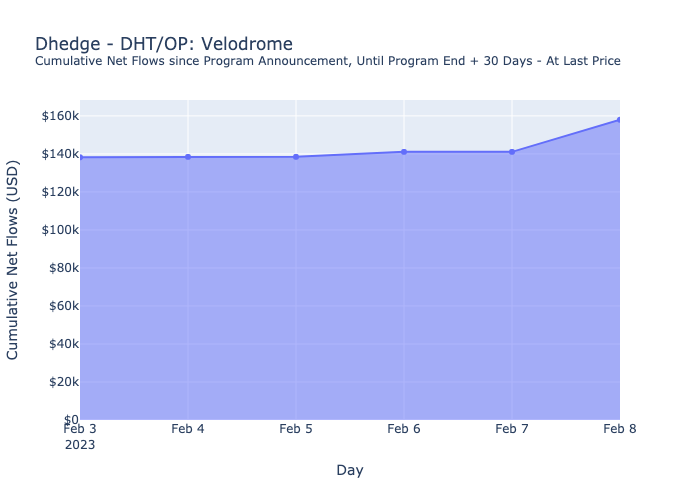 Dhedge - DHT/OP: Velodrome
Cumulative Net Flows since Program Announcement, Until Program End + 30 Days - At Last Price
Cumulative Net Flows (USD)
$160k
$140k
$120k
$100k
$80k
$60k
$40k
$20k
$0
Feb 3 Feb 4 Feb 5 Feb 6 Feb 7 Feb 8
2023
Day